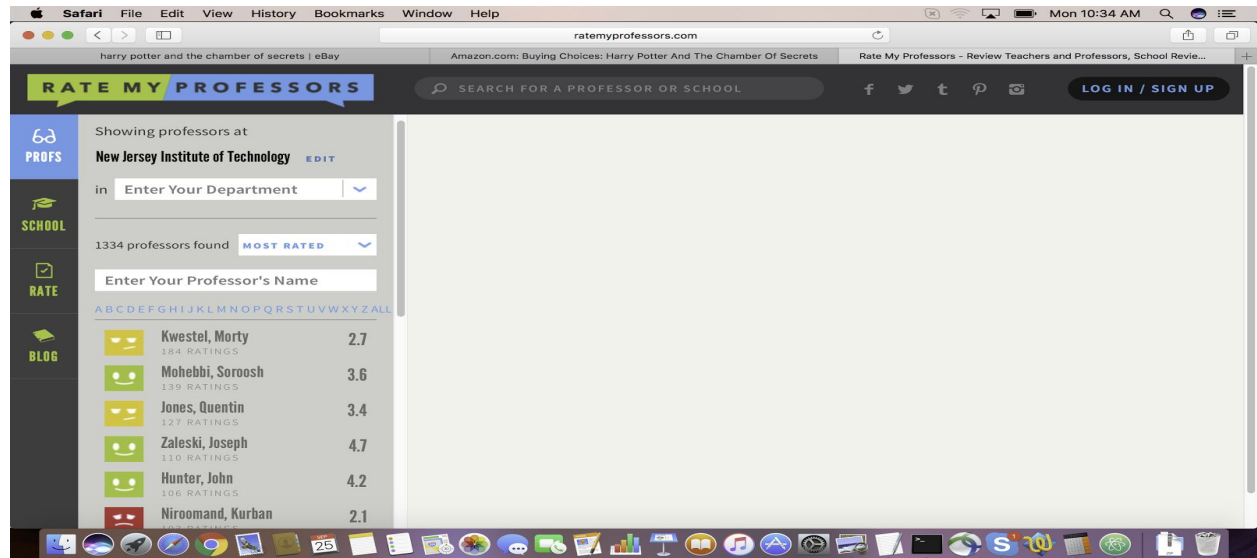 Safari File Edit View History Bookmarks Window Help Mon 10:34 AM
ratemyprofessors.com
harry potter and the chamber of secrets | eBay
Amazon.com: Buying Choices: Harry Potter And The Chamber Of Secrets
Rate My Professors - Review Teachers and Professors, School Revie...
RATE MY PROFESSORS
SEARCH FOR A PROFESSOR OR SCHOOL
LOG IN / SIGN UP
PROFS
SCHOOL
RATE
BLOG
Showing professors at
New Jersey Institute of Technology EDIT
in Enter Your Department
1334 professors found MOST RATED
Enter Your Professor's Name
A B C D E F G H I J K L M N O P Q R S T U V W X Y Z ALL
Kwestel, Morty 2.7
184 RATINGS
Mohebbi, Soroosh 3.6
139 RATINGS
Jones, Quentin 3.4
127 RATINGS
Zaleski, Joseph 4.7
110 RATINGS
Hunter, John 4.2
106 RATINGS
Niroomand, Kurban 2.1
SEP
25